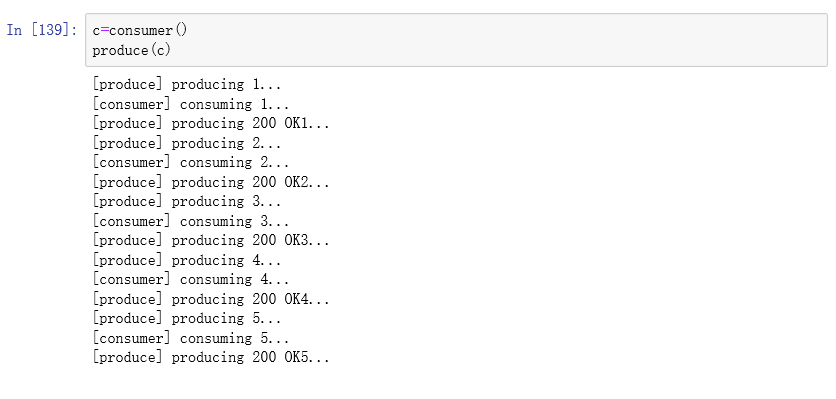 In [139]: c=consumer()
produce(c)
[produce] producing 1...
[consumer] consuming 1...
[produce] producing 200 OK1...
[produce] producing 2...
[consumer] consuming 2...
[produce] producing 200 OK2...
[produce] producing 3...
[consumer] consuming 3...
[produce] producing 200 OK3...
[produce] producing 4...
[consumer] consuming 4...
[produce] producing 200 OK4...
[produce] producing 5...
[consumer] consuming 5...
[produce] producing 200 OK5...